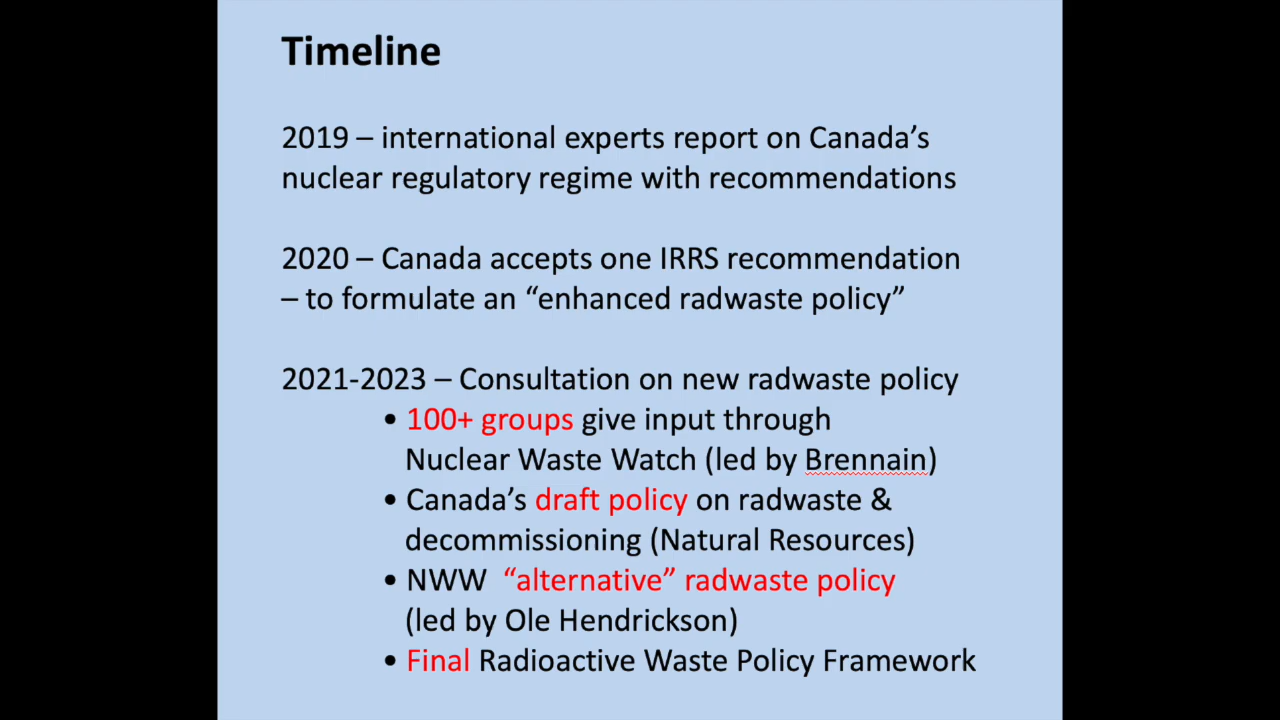 Timeline
2019 – international experts report on Canada’s
nuclear regulatory regime with recommendations
2020 – Canada accepts one IRRS recommendation
– to formulate an “enhanced radwaste policy”
2021-2023 – Consultation on new radwaste policy
• 100+ groups give input through
Nuclear Waste Watch (led by Brennain)
• Canada’s draft policy on radwaste &
decommissioning (Natural Resources)
• NWW “alternative” radwaste policy
(led by Ole Hendrickson)
• Final Radioactive Waste Policy Framework